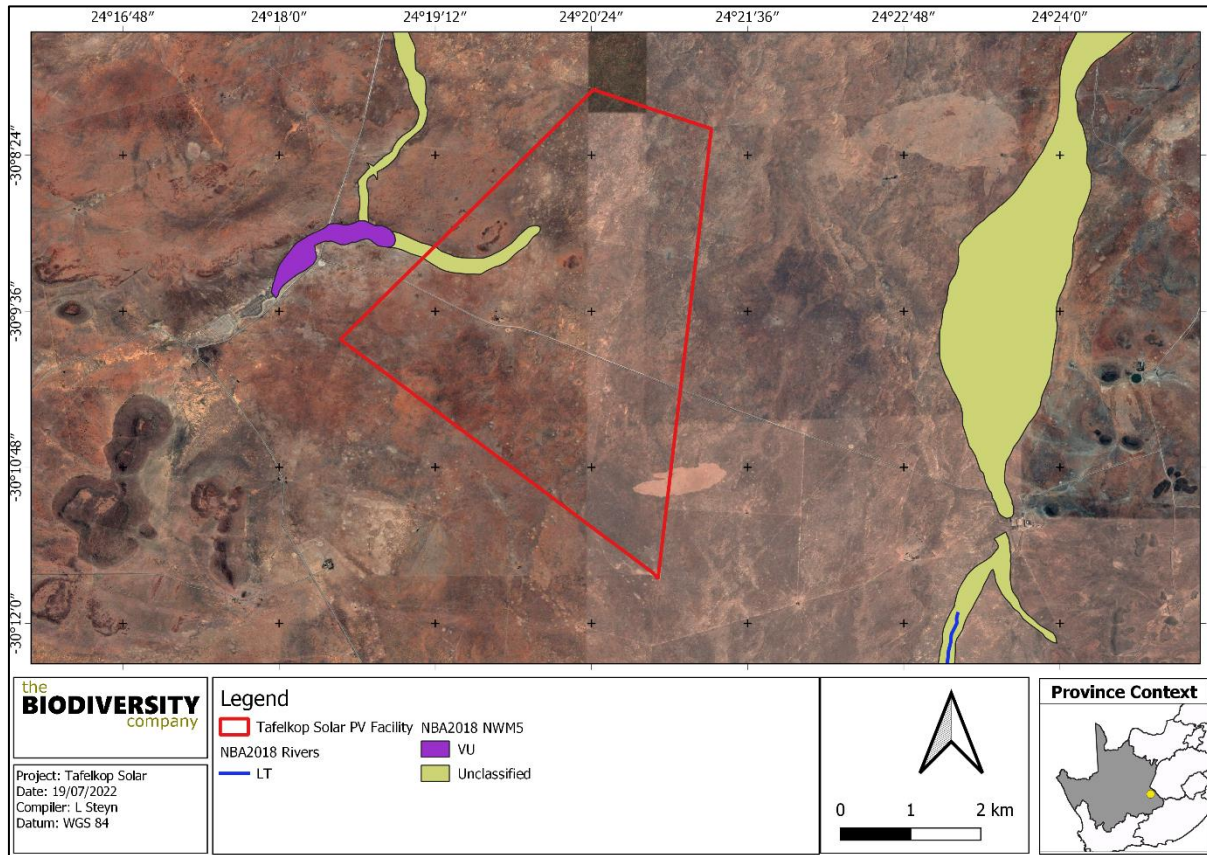 24°16'48" 24°18'0" 24°19'12" 24°20'24" 24°21'36" 24°22'48" 24°24'0"
-30°8'24"
-30°9'36"
-30°10'48"
-30°12'0"
the
BIODIVERSITY
company
Project: Tafelkop Solar
Date: 19/07/2022
Compiler: L Steyn
Datum: WGS 84
Legend
Tafelkop Solar PV Facility
NBA2018 Rivers
LT
NBA2018 NWM5
VU
Unclassified
0 1 2 km
Province Context